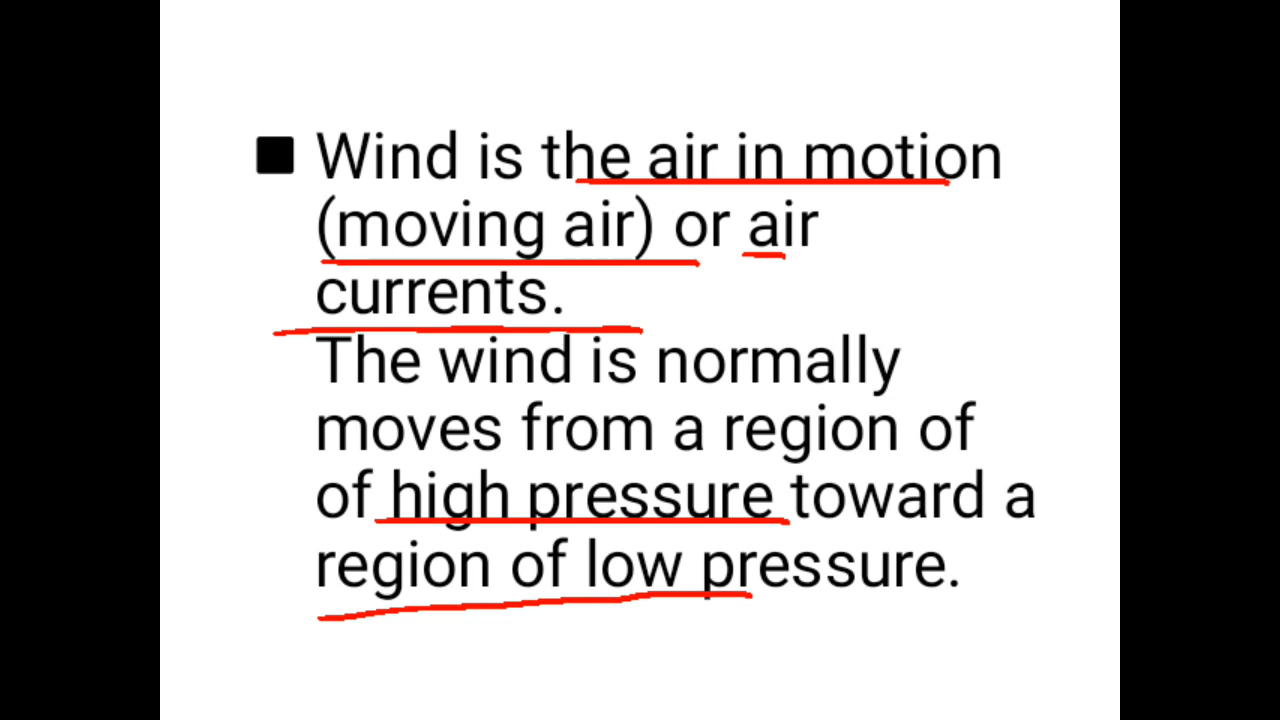 ■ Wind is the air in motion
(moving air) or air
currents.
The wind is normally
moves from a region of
of high pressure toward a
region of low pressure.